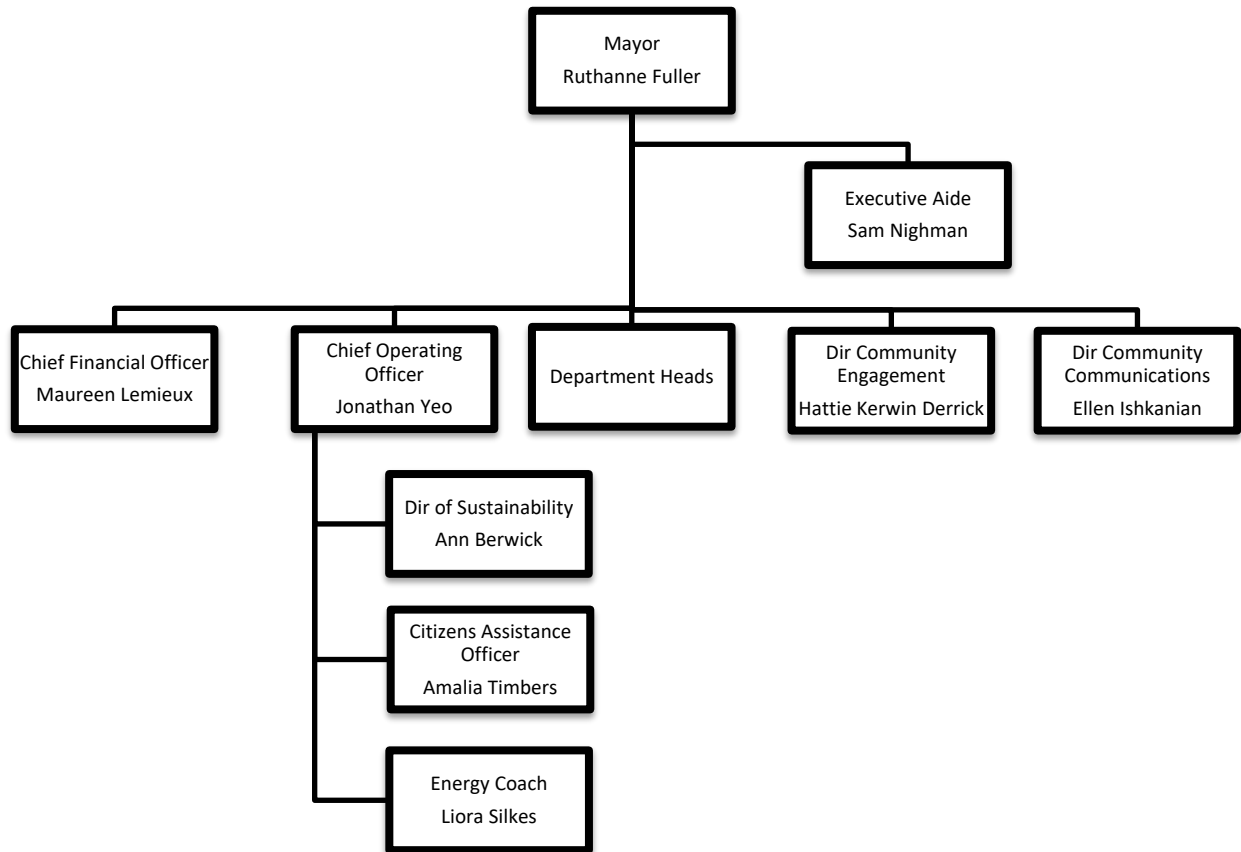 Mayor
Ruthanne Fuller
Executive Aide
Sam Nighman
Chief Financial Officer
Maureen Lemieux
Chief Operating
Officer
Jonathan Yeo
Department Heads
Dir Community
Engagement
Hattie Kerwin Derrick
Dir Community
Communications
Ellen Ishkanian
Dir of Sustainability
Ann Berwick
Citizens Assistance
Officer
Amalia Timbers
Energy Coach
Liora Silkes